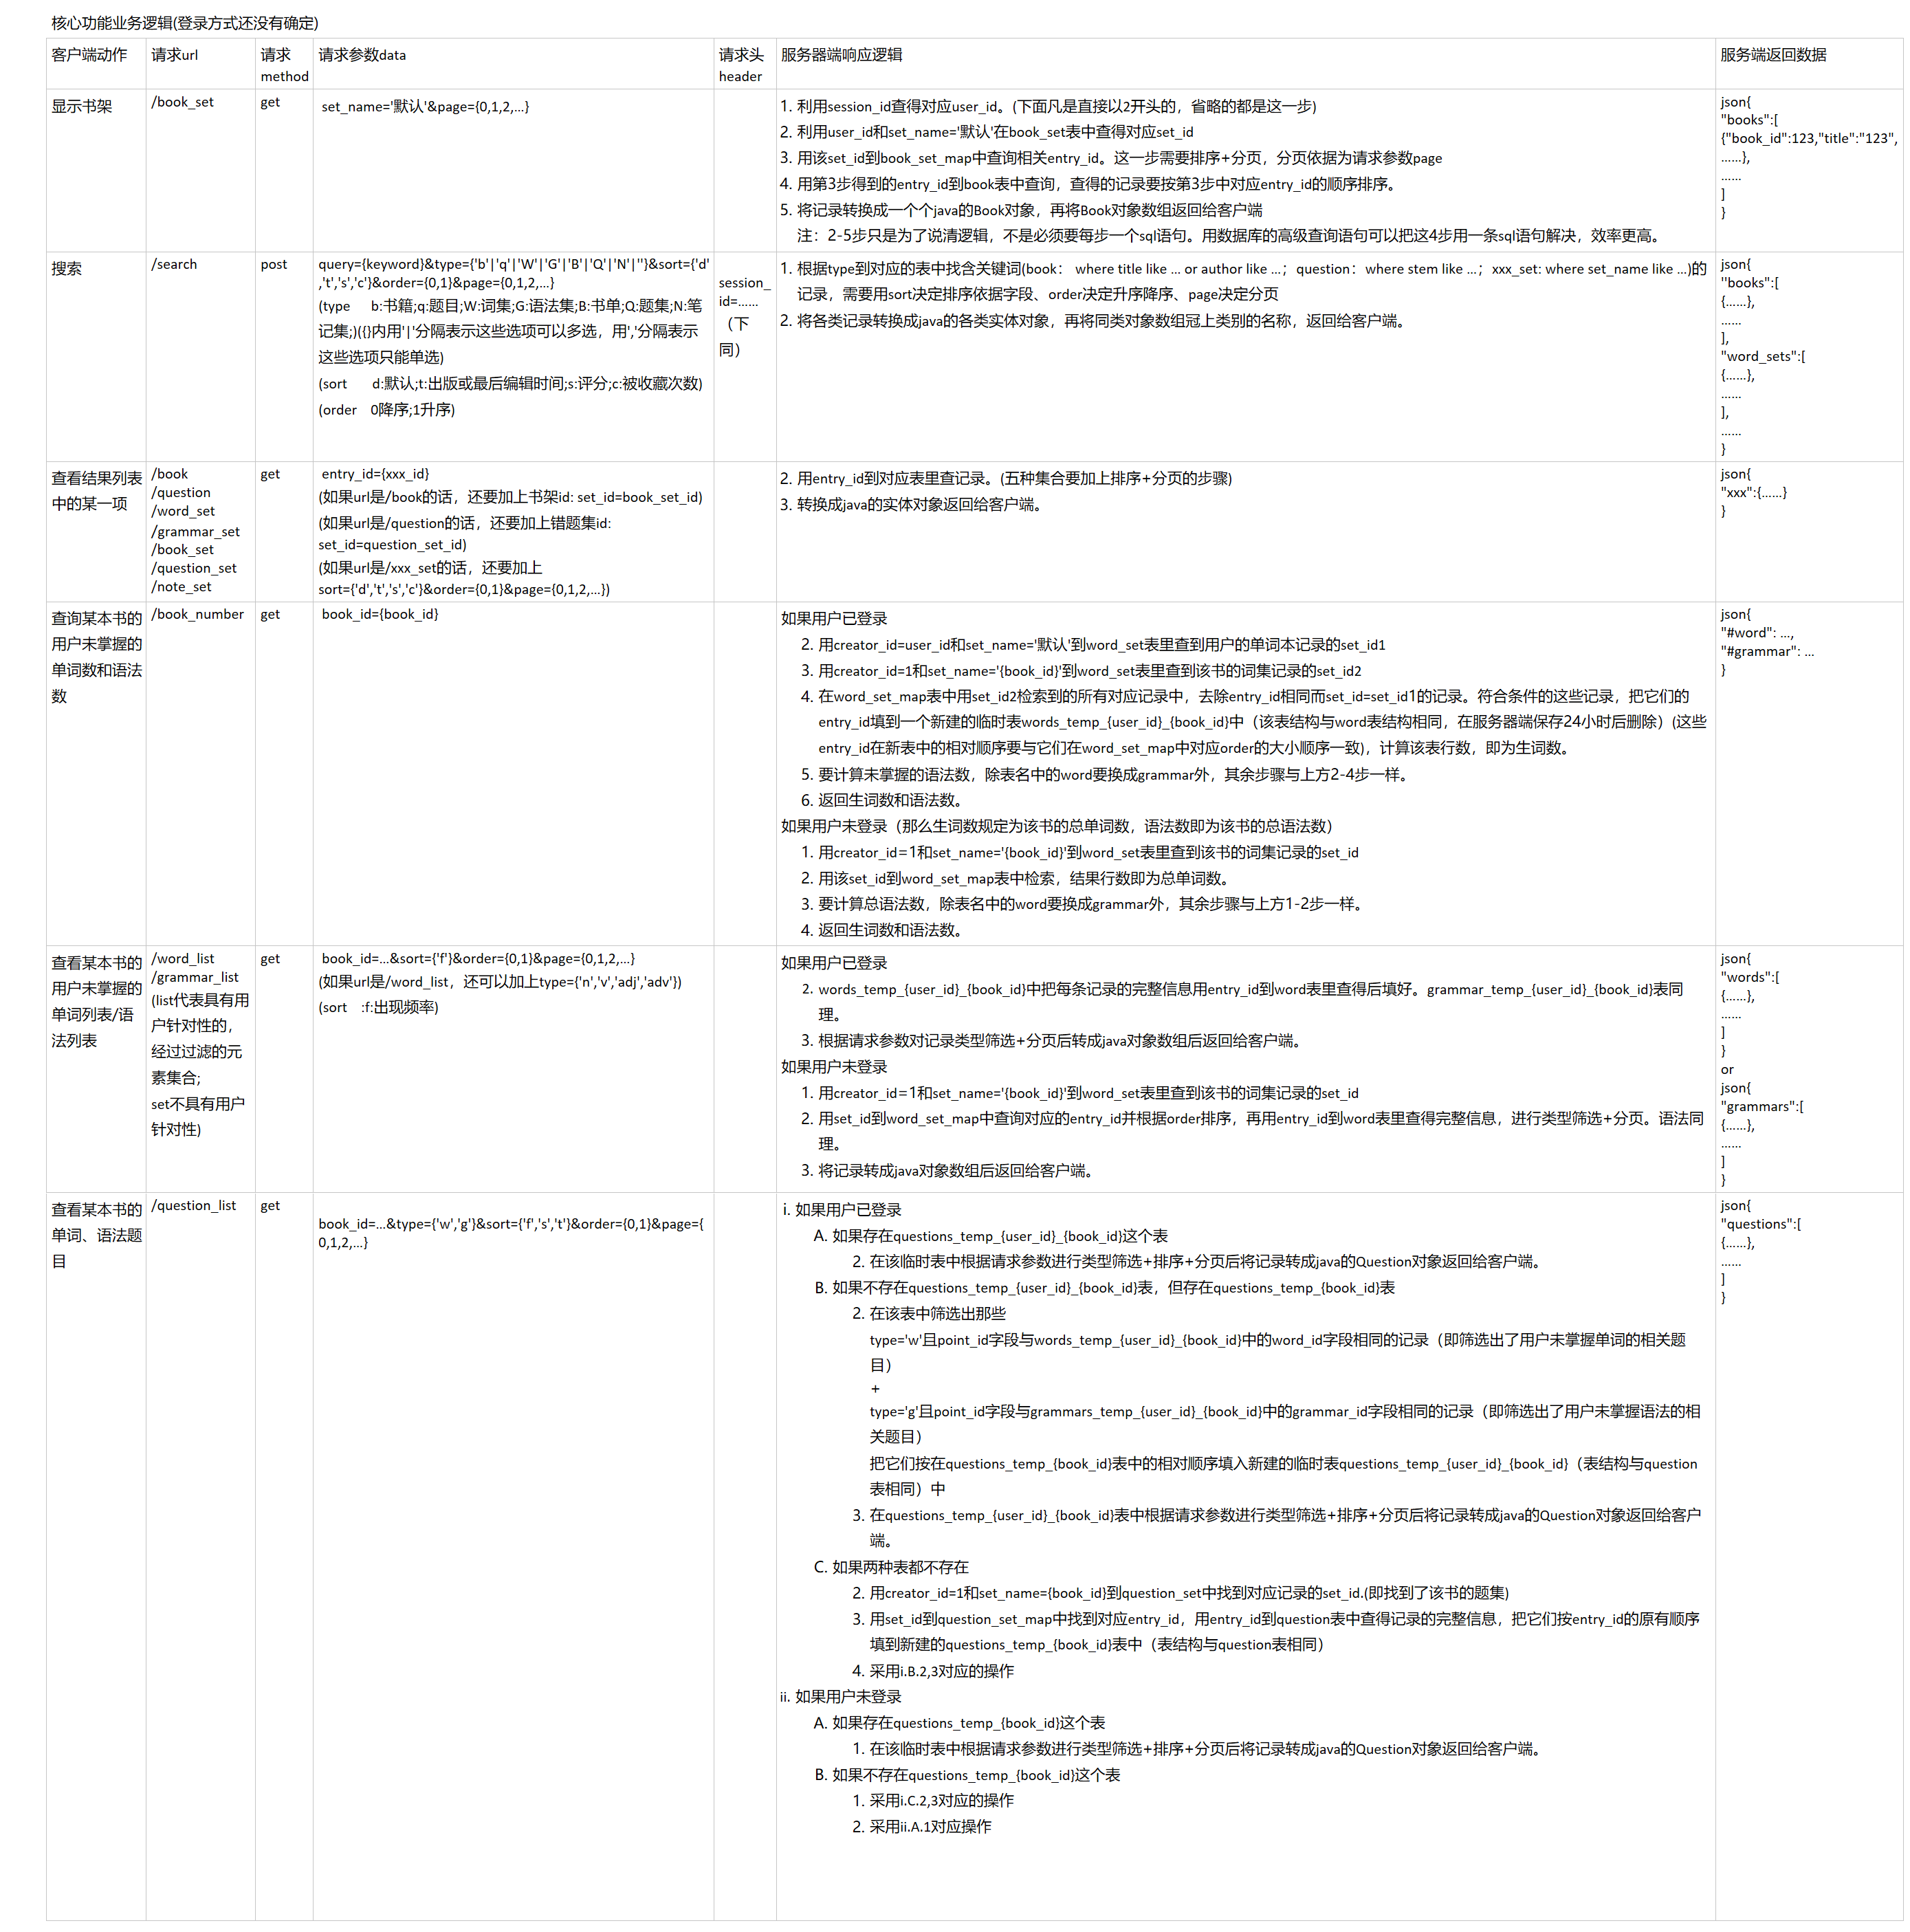 核心功能业务逻辑(登录方式还没有确定)
客户端动作
请求url
请求
method
请求参数data
请求头
header
服务器端响应逻辑
服务端返回数据
显示书架
/book_set
get
set_name='默认'&page={0,1,2,...}
1. 利用session_id查得对应user_id。(下面凡是直接以2开头的，省略的都是这一步)
2. 利用user_id和set_name='默认'在book_set表中查得对应set_id
3. 用该set_id到book_set_map中查询相关entry_id。这一步需要排序+分页，分页依据为请求参数page
4. 用第3步得到的entry_id到book表中查询，查得的记录要按第3步中对应entry_id的顺序排序。
5. 将记录转换成一个个java的Book对象，再将Book对象数组返回给客户端
注：2-5步只是为了说清逻辑，不是必须要每步一个sql语句。用数据库的高级查询语句可以把这4步用一条sql语句解决，效率更高。
json{
"books":[
{"book_id":123,"title":"123",
......},
......
]
}
搜索
/search
post
query={keyword}&type={'b'|'q'|'W'|'G'|'B'|'Q'|'N'|''}&sort={'d'
,'t','s','c'}&order={0,1}&page={0,1,2,...}
(type b:书籍;q:题目;W:词集;G:语法集;B:书单;Q:题集;N:笔
记集;)({}内用'|'分隔表示这些选项可以多选，用','分隔表示
这些选项只能单选)
(sort d:默认;t:出版或最后编辑时间;s:评分;c:被收藏次数)
(order 0降序;1升序)
session_
id=......
（下
同）
1. 根据type到对应的表中找含关键词(book： where title like ... or author like ...；question：where stem like ...；xxx_set: where set_name like ...)的
记录，需要用sort决定排序依据字段、order决定升序降序、page决定分页
2. 将各类记录转换成java的各类实体对象，再将同类对象数组冠上类别的名称，返回给客户端。
json{
"books":[
{......},
......
],
"word_sets":[
{......},
......
],
......
}
查看结果列表
中的某一项
/book
/question
/word_set
/grammar_set
/book_set
/question_set
/note_set
get
entry_id={xxx_id}
(如果url是/book的话，还要加上书架id: set_id=book_set_id)
(如果url是/question的话，还要加上错题集id:
set_id=question_set_id)
(如果url是/xxx_set的话，还要加上
sort={'d','t','s','c'}&order={0,1}&page={0,1,2,...})
2. 用entry_id到对应表里查记录。(五种集合要加上排序+分页的步骤)
3. 转换成java的实体对象返回给客户端。
json{
"xxx":{......}
}
查询某本书的
用户未掌握的
单词数和语法
数
/book_number
get
book_id={book_id}
如果用户已登录
2. 用creator_id=user_id和set_name='默认'到word_set表里查到用户的单词本记录的set_id1
3. 用creator_id=1和set_name='{book_id}'到word_set表里查到该书的词集记录的set_id2
4. 在word_set_map表中用set_id2检索到的所有对应记录中，去除entry_id相同而set_id=set_id1的记录。符合条件的这些记录，把它们的
entry_id填到一个新建的临时表words_temp_{user_id}_{book_id}中（该表结构与word表结构相同，在服务器端保存24小时后删除）(这些
entry_id在新表中的相对顺序要与它们在word_set_map中对应order的大小顺序一致)，计算该表行数，即为生词数。
5. 要计算未掌握的语法数，除表名中的word要换成grammar外，其余步骤与上方2-4步一样。
6. 返回生词数和语法数。
如果用户未登录（那么生词数规定为该书的总单词数，语法数即为该书的总语法数）
1. 用creator_id=1和set_name='{book_id}'到word_set表里查到该书的词集记录的set_id
2. 用该set_id到word_set_map表中检索，结果行数即为总单词数。
3. 要计算总语法数，除表名中的word要换成grammar外，其余步骤与上方1-2步一样。
4. 返回生词数和语法数。
json{
"#word": ...,
"#grammar": ...
}
查看某本书的
用户未掌握的
单词列表/语
法列表
/word_list
/grammar_list
(list代表具有用
户针对性的，
经过过滤的元
素集合;
set不具有用户
针对性)
get
book_id=...&sort={'f'}&order={0,1}&page={0,1,2,...}
(如果url是/word_list，还可以加上type={'n','v','adj','adv'})
(sort :f:出现频率)
如果用户已登录
2. words_temp_{user_id}_{book_id}中把每条记录的完整信息用entry_id到word表里查得后填好。grammar_temp_{user_id}_{book_id}表同
理。
3. 根据请求参数对记录类型筛选+分页后转成java对象数组后返回给客户端。
如果用户未登录
1. 用creator_id=1和set_name='{book_id}'到word_set表里查到该书的词集记录的set_id
2. 用set_id到word_set_map中查询对应的entry_id并根据order排序，再用entry_id到word表里查得完整信息，进行类型筛选+分页。语法同
理。
3. 将记录转成java对象数组后返回给客户端。
json{
"words":[
{......},
......
]
}
or
json{
"grammars":[
{......},
......
]
}
查看某本书的
单词、语法题
目
/question_list
get
book_id=...&type={'w','g'}&sort={'f','s','t'}&order={0,1}&page={
0,1,2,...}
i. 如果用户已登录
A. 如果存在questions_temp_{user_id}_{book_id}这个表
2. 在该临时表中根据请求参数进行类型筛选+排序+分页后将记录转成java的Question对象返回给客户端。
B. 如果不存在questions_temp_{user_id}_{book_id}表，但存在questions_temp_{book_id}表
2. 在该表中筛选出那些
type='w'且point_id字段与words_temp_{user_id}_{book_id}中的word_id字段相同的记录（即筛选出了用户未掌握单词的相关题
目）
+
type='g'且point_id字段与grammars_temp_{user_id}_{book_id}中的grammar_id字段相同的记录（即筛选出了用户未掌握语法的相
关题目）
把它们按在questions_temp_{book_id}表中的相对顺序填入新建的临时表questions_temp_{user_id}_{book_id}（表结构与question
表相同）中
3. 在questions_temp_{user_id}_{book_id}表中根据请求参数进行类型筛选+排序+分页后将记录转成java的Question对象返回给客户
端。
C. 如果两种表都不存在
2. 用creator_id=1和set_name={book_id}到question_set中找到对应记录的set_id.(即找到了该书的题集)
3. 用set_id到question_set_map中找到对应entry_id，用entry_id到question表中查得记录的完整信息，把它们按entry_id的原有顺序
填到新建的questions_temp_{book_id}表中（表结构与question表相同）
4. 采用i.B.2,3对应的操作
ii. 如果用户未登录
A. 如果存在questions_temp_{book_id}这个表
1. 在该临时表中根据请求参数进行类型筛选+排序+分页后将记录转成java的Question对象返回给客户端。
B. 如果不存在questions_temp_{book_id}这个表
1. 采用i.C.2,3对应的操作
2. 采用ii.A.1对应操作
json{
"questions":[
{......},
......
]
}